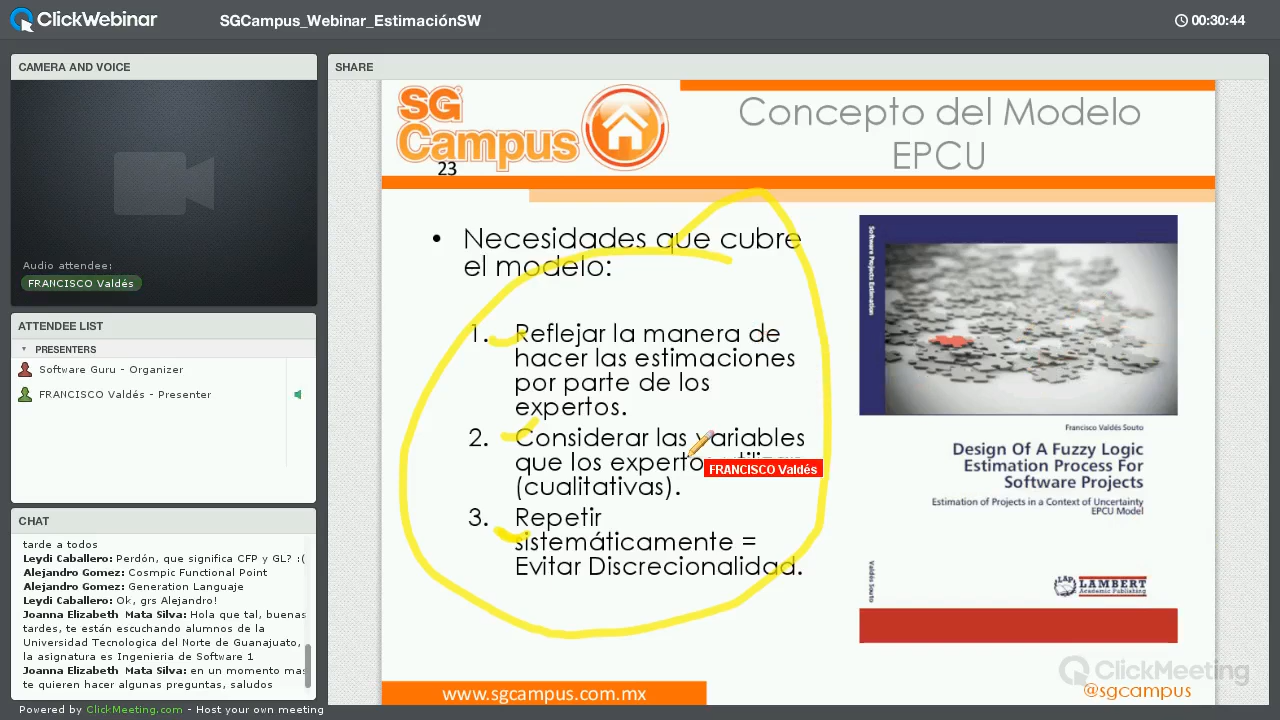 ClickWebinar
SGCampus_Webinar_EstimaciónSW
00:30:44
CAMERA AND VOICE
Audio attendee:
FRANCISCO Valdés
ATTENDEE LIST
PRESENTERS
Software Guru - Organizer
FRANCISCO Valdés - Presenter
CHAT
tarde a todos
Leydi Caballero: Perdón, que significa CFP y GL? :(
Alejandro Gomez: Cosmpic Functional Point
Alejandro Gomez: Generation Languaje
Leydi Caballero: Ok, grs Alejandro!
Joanna Elizabeth Mata Silva: Hola que tal, buenas
tardes, te están escuchando alumnos de la
Universidad Tecnologica del Norte de Guanajuato,
la asignatura es Ingenieria de Software 1
Joanna Elizabeth Mata Silva: en un momento mas
te quieren hacer algunas preguntas, saludos
Powered by ClickMeeting.com - Host your own meeting
SHARE
SG
Campus
23
Concepto del Modelo
EPCU
• Necesidades que cubre
el modelo:
1. Reflejar la manera de
hacer las estimaciones
por parte de los
expertos.
2. Considerar las variables
que los expertos
FRANCISCO Valdés
(cualitativas).
3. Repetir
sistemáticamente =
Evitar Discrecionalidad.
Software Projects Estimation
Francisco Valdés Souto
Design Of A Fuzzy Logic
Estimation Process For
Software Projects
Estimation of Projects in a Context of Uncertainty
EPCU Model
Valdés Souto
LAP LAMBERT
Academic Publishing
www.sgcampus.com.mx
ClickMeeting
@sgcampus